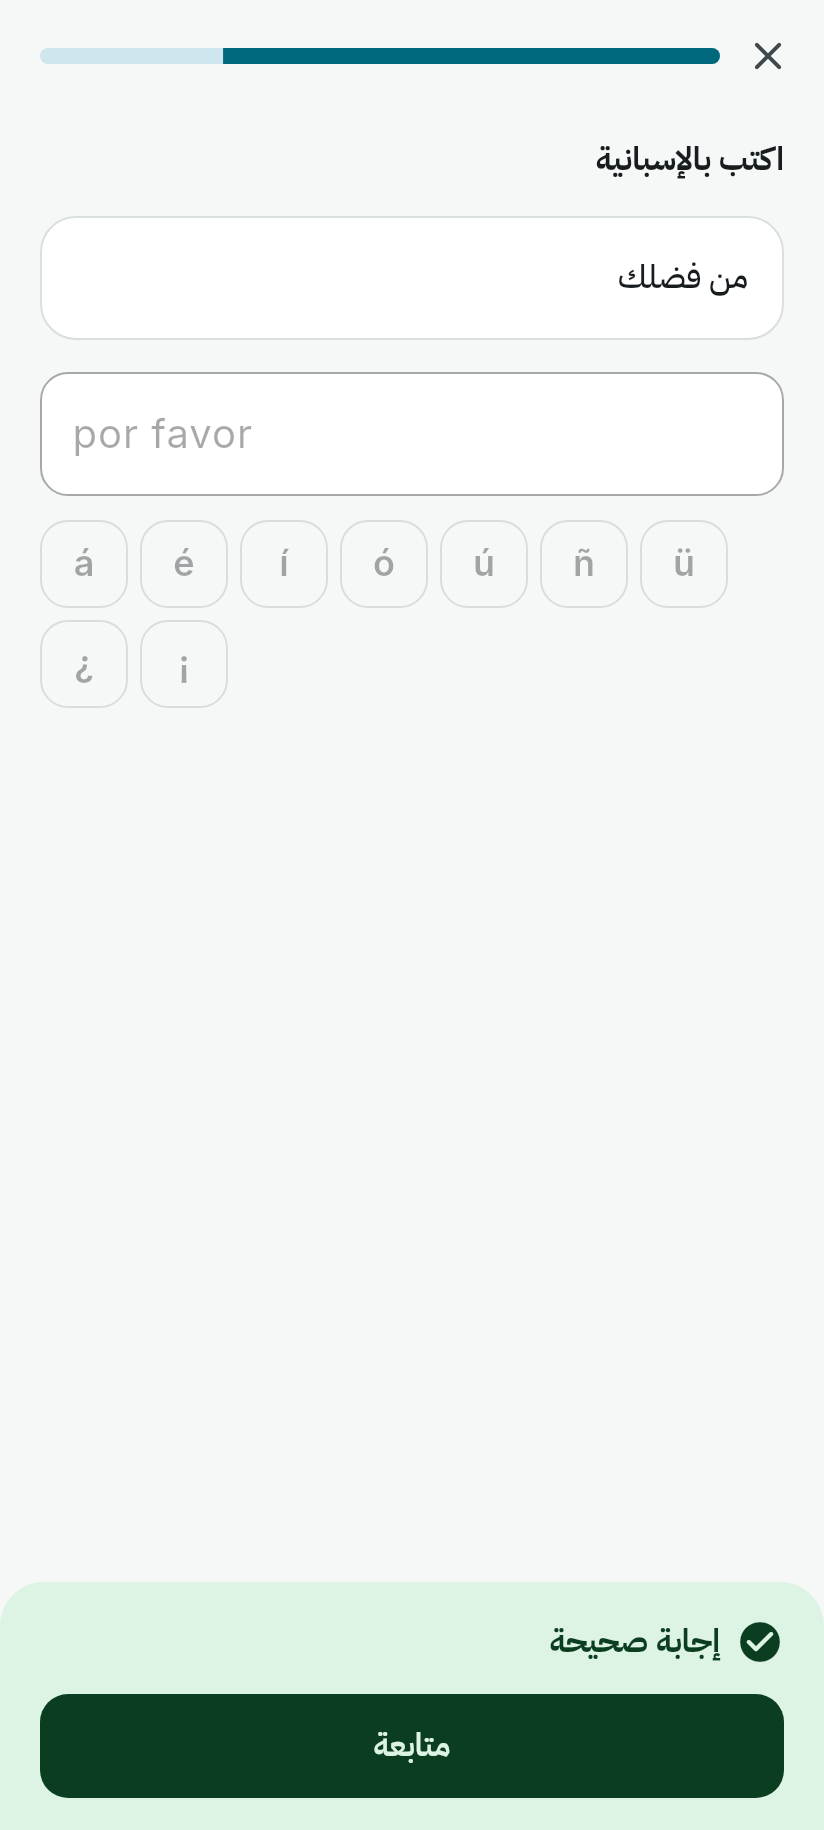 اكتب بالإسبانية
من فضلك
por favor
á é í ó ú ñ ü
¿ ¡
إجابة صحيحة
متابعة